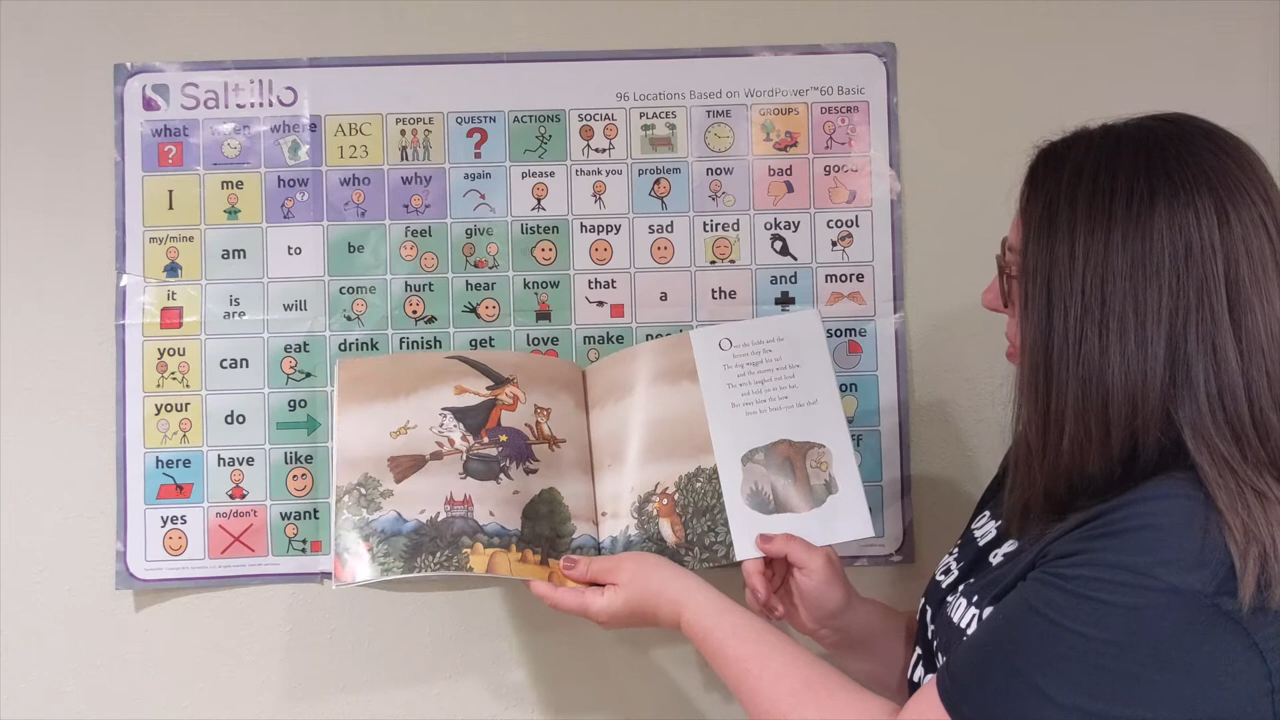 Saltillo
96 Locations Based on WordPower™60 Basic
what when where ABC 123 PEOPLE QUESTN ACTIONS SOCIAL PLACES TIME GROUPS DESCRB
I me how who why again please thank you problem now bad good
my/mine am to be feel give listen happy sad tired okay cool
it is are will come hurt hear know that a the and more
you can eat drink finish get love make need some
your do go on
here have like
yes no/don't want
Over the fields and the
forests they flew.
The dog wagged his tail
and the stormy wind blew.
The witch laughed out loud
and held on to her hat,
But away blew the bow
from her braid—just like that!